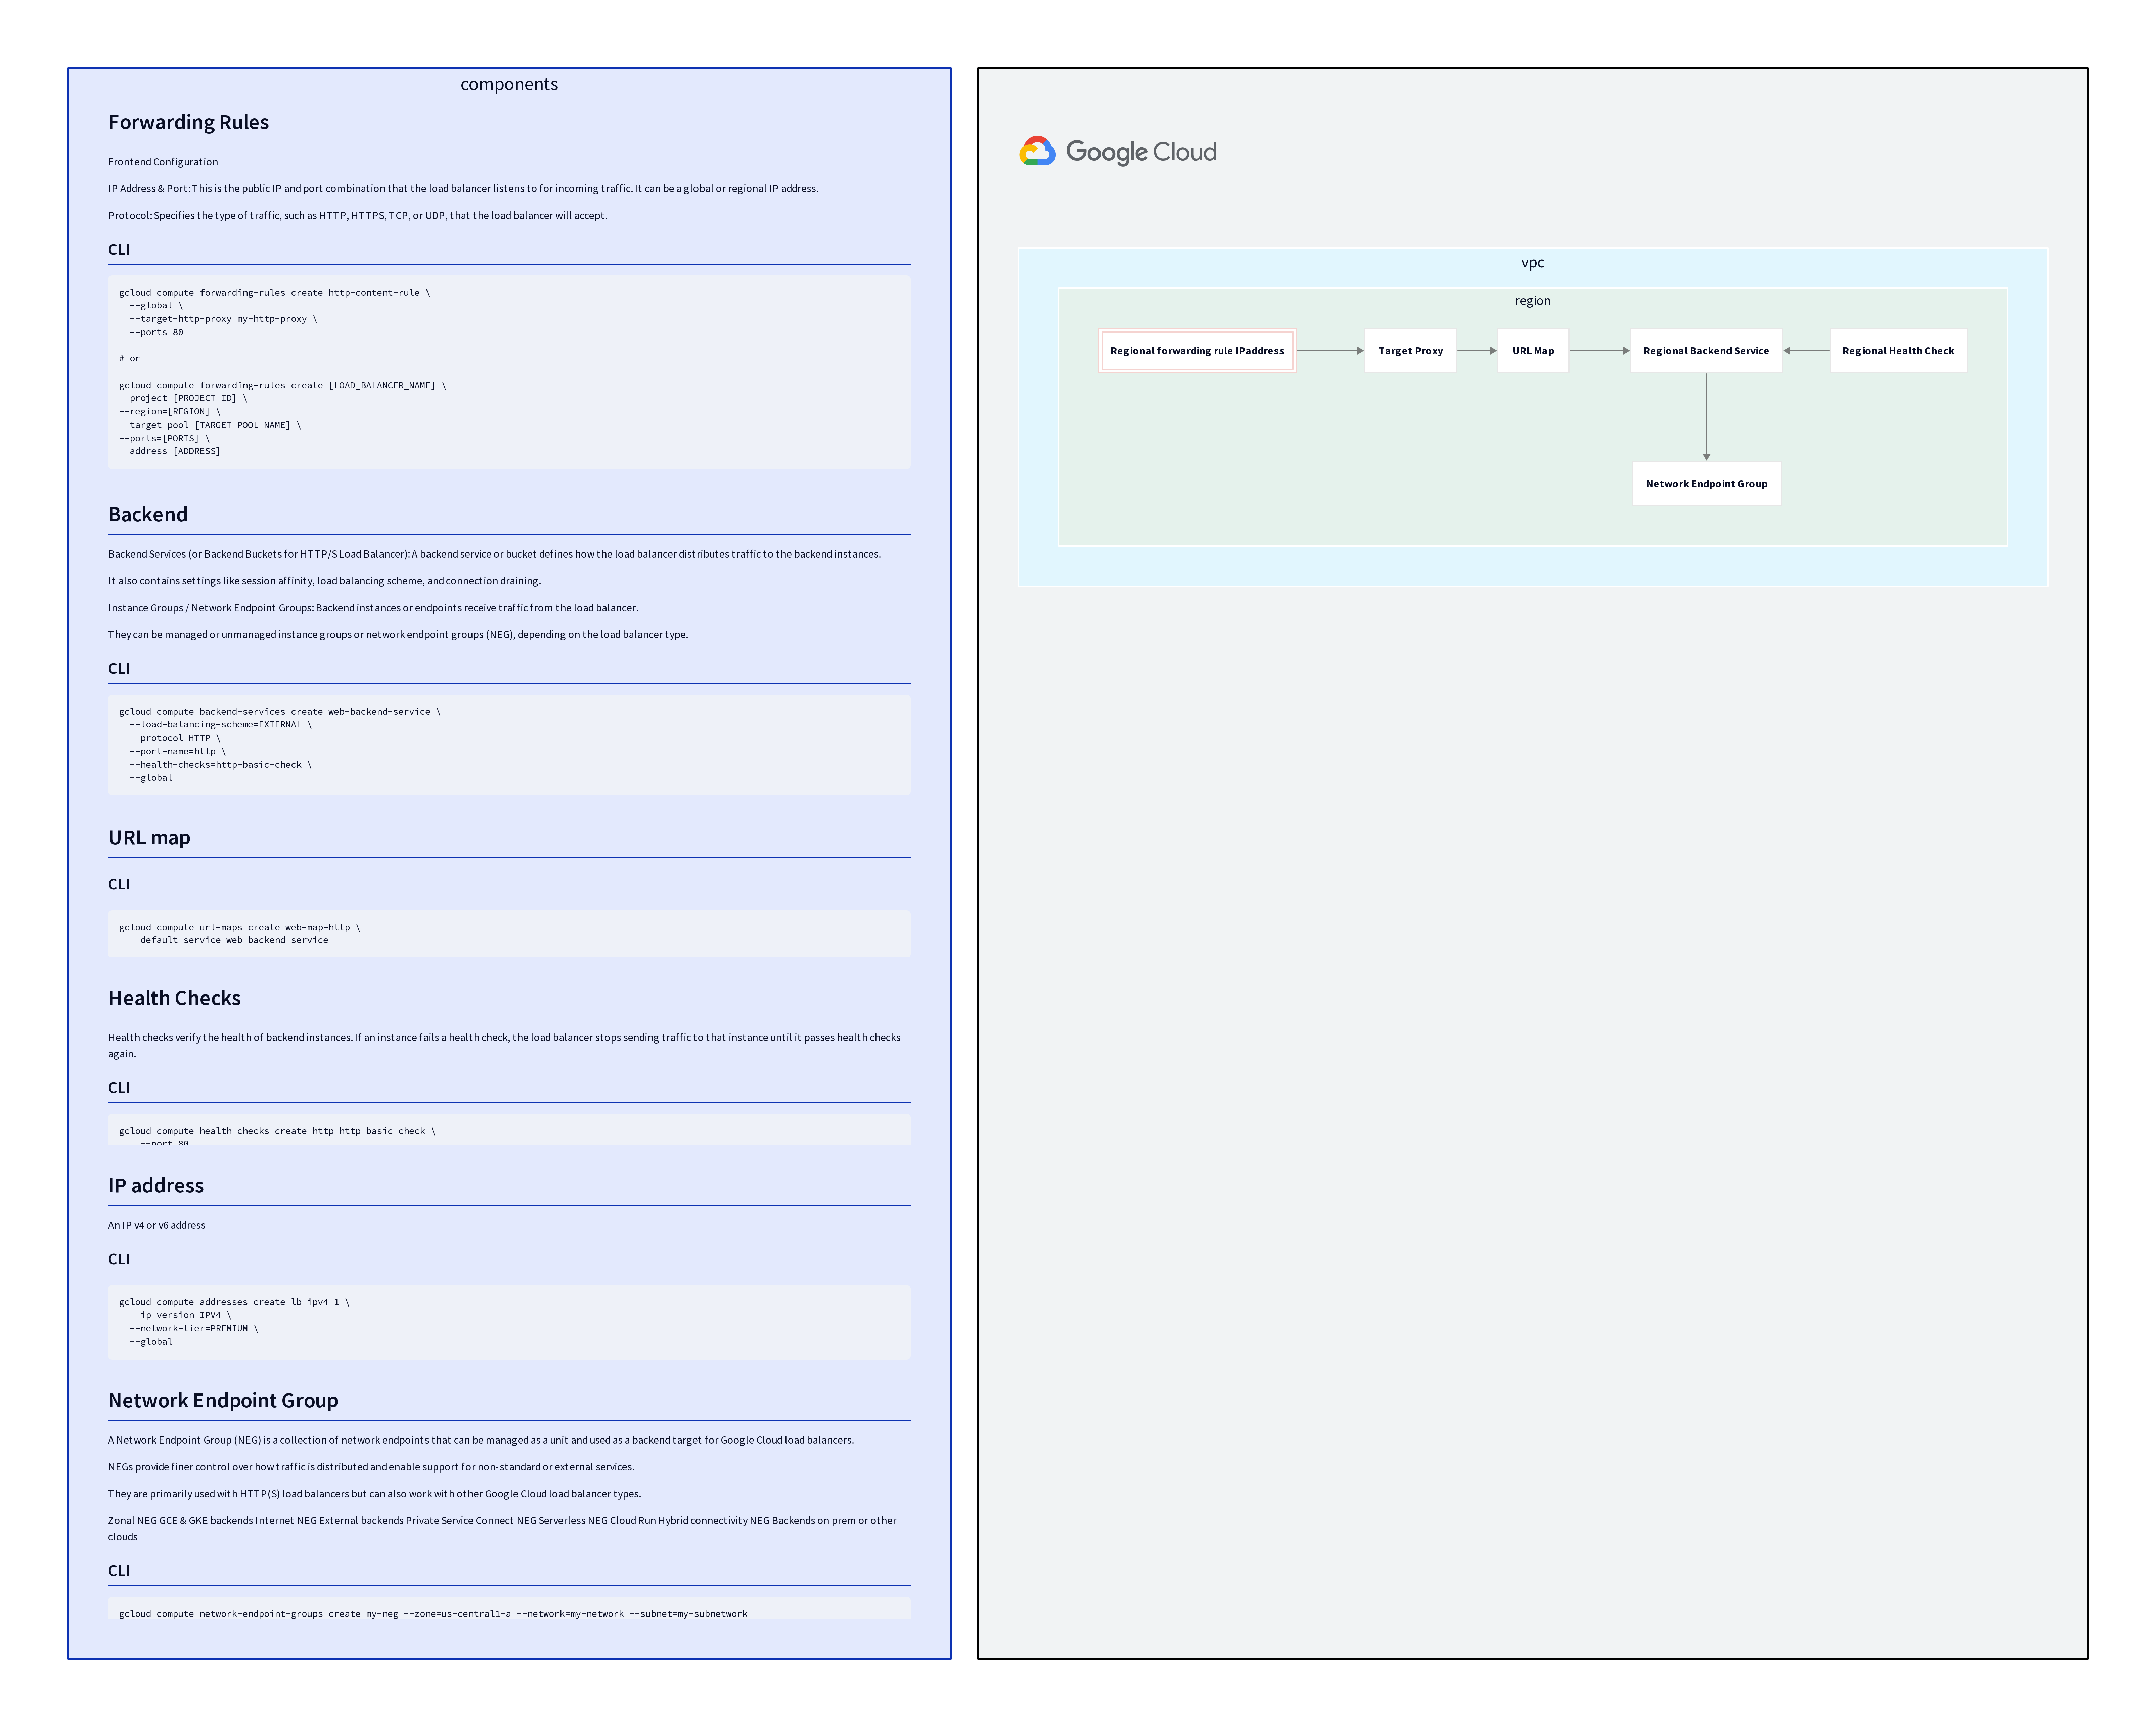 components
Forwarding Rules
Frontend Configuration
IP Address & Port: This is the public IP and port combination that the load balancer listens to for incoming traffic. It can be a global or regional IP address.
Protocol: Specifies the type of traffic, such as HTTP, HTTPS, TCP, or UDP, that the load balancer will accept.
CLI
gcloud compute forwarding-rules create http-content-rule \
  --global \
  --target-http-proxy my-http-proxy \
  --ports 80
# or
gcloud compute forwarding-rules create [LOAD_BALANCER_NAME] \
--project=[PROJECT_ID] \
--region=[REGION] \
--target-pool=[TARGET_POOL_NAME] \
--ports=[PORTS] \
--address=[ADDRESS]
Backend
Backend Services (or Backend Buckets for HTTP/S Load Balancer): A backend service or bucket defines how the load balancer distributes traffic to the backend instances.
It also contains settings like session affinity, load balancing scheme, and connection draining.
Instance Groups / Network Endpoint Groups: Backend instances or endpoints receive traffic from the load balancer.
They can be managed or unmanaged instance groups or network endpoint groups (NEG), depending on the load balancer type.
CLI
gcloud compute backend-services create web-backend-service \
  --load-balancing-scheme=EXTERNAL \
  --protocol=HTTP \
  --port-name=http \
  --health-checks=http-basic-check \
  --global
URL map
CLI
gcloud compute url-maps create web-map-http \
  --default-service web-backend-service
Health Checks
Health checks verify the health of backend instances. If an instance fails a health check, the load balancer stops sending traffic to that instance until it passes health checks
again.
CLI
gcloud compute health-checks create http http-basic-check \
    --port 80
IP address
An IP v4 or v6 address
CLI
gcloud compute addresses create lb-ipv4-1 \
  --ip-version=IPV4 \
  --network-tier=PREMIUM \
  --global
Network Endpoint Group
A Network Endpoint Group (NEG) is a collection of network endpoints that can be managed as a unit and used as a backend target for Google Cloud load balancers.
NEGs provide finer control over how traffic is distributed and enable support for non-standard or external services.
They are primarily used with HTTP(S) load balancers but can also work with other Google Cloud load balancer types.
Zonal NEG GCE & GKE backends Internet NEG External backends Private Service Connect NEG Serverless NEG Cloud Run Hybrid connectivity NEG Backends on prem or other
clouds
CLI
gcloud compute network-endpoint-groups create my-neg --zone=us-central1-a --network=my-network --subnet=my-subnetwork
Google Cloud
vpc
region
Regional forwarding rule IPaddress
Target Proxy
URL Map
Regional Backend Service
Regional Health Check
Network Endpoint Group